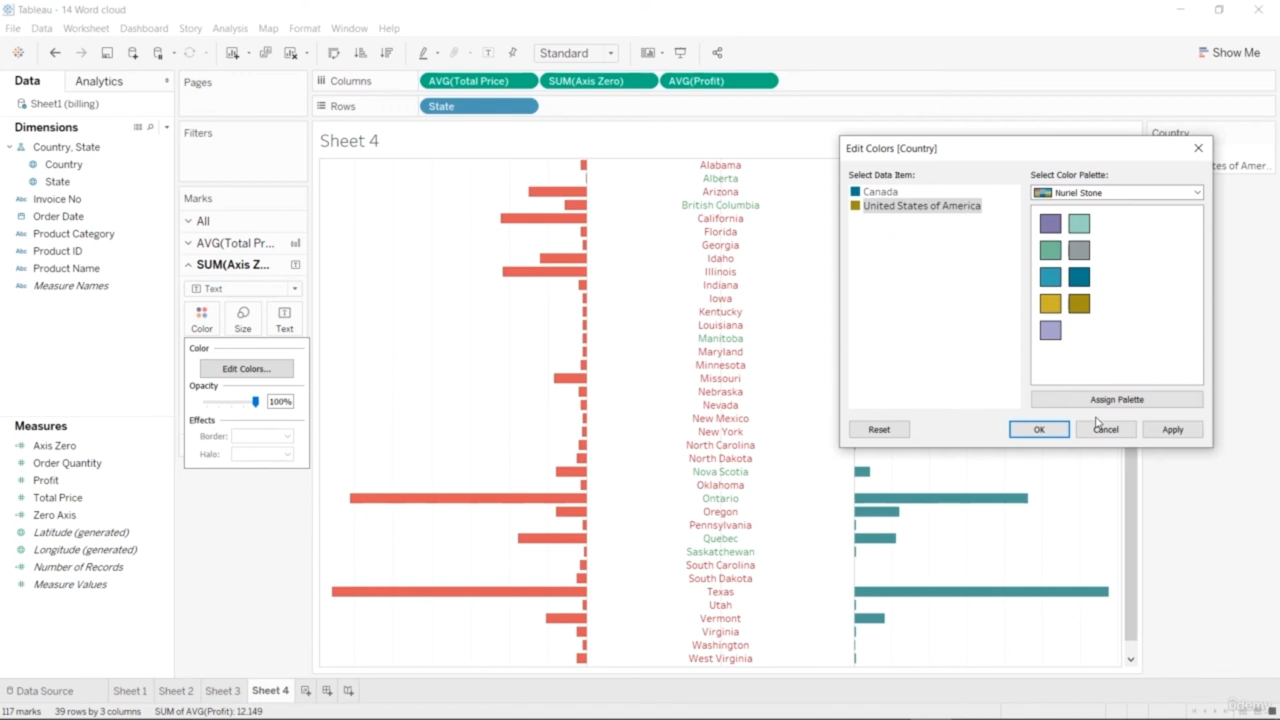 Tableau - 14 Word cloud
File Data Worksheet Dashboard Story Analysis Map Format Window Help
Standard
Show Me
Data Analytics
Sheet1 (billing)
Dimensions
Country, State
Country
State
Invoice No
Order Date
Product Category
Product ID
Product Name
Measure Names
Measures
Axis Zero
Order Quantity
Profit
Total Price
Zero Axis
Latitude (generated)
Longitude (generated)
Number of Records
Measure Values
Pages
Filters
Marks
All
AVG(Total Pr...
SUM(Axis Z...
Text
Color Size Text
Color
Edit Colors...
Opacity
100%
Effects
Border:
Halo:
Columns AVG(Total Price) SUM(Axis Zero) AVG(Profit)
Rows State
Sheet 4
Alabama
Alberta
Arizona
British Columbia
California
Florida
Georgia
Idaho
Illinois
Indiana
Iowa
Kentucky
Louisiana
Manitoba
Maryland
Minnesota
Missouri
Nebraska
Nevada
New Mexico
New York
North Carolina
North Dakota
Nova Scotia
Oklahoma
Ontario
Oregon
Pennsylvania
Quebec
Saskatchewan
South Carolina
South Dakota
Texas
Utah
Vermont
Virginia
Washington
West Virginia
Country
es of Amer..
Edit Colors [Country]
Select Data Item:
Canada
United States of America
Select Color Palette:
Nuriel Stone
Assign Palette
Reset OK Cancel Apply
Data Source Sheet 1 Sheet 2 Sheet 3 Sheet 4
117 marks 39 rows by 3 columns SUM of AVG(Profit): 12.149
Udemy